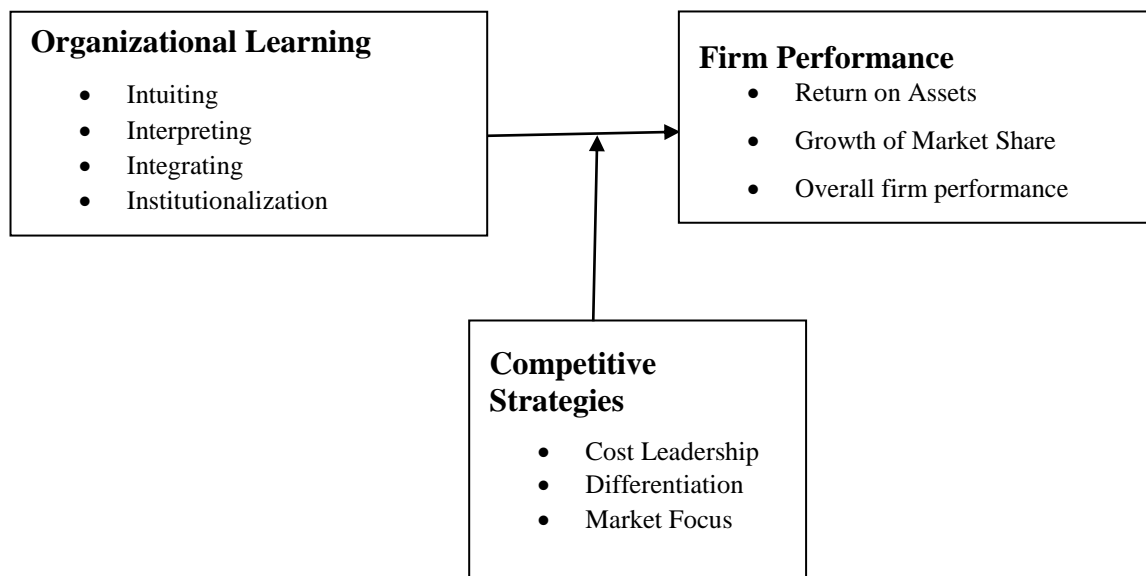 Organizational Learning
• Intuiting
• Interpreting
• Integrating
• Institutionalization
Firm Performance
• Return on Assets
• Growth of Market Share
• Overall firm performance
Competitive
Strategies
• Cost Leadership
• Differentiation
• Market Focus